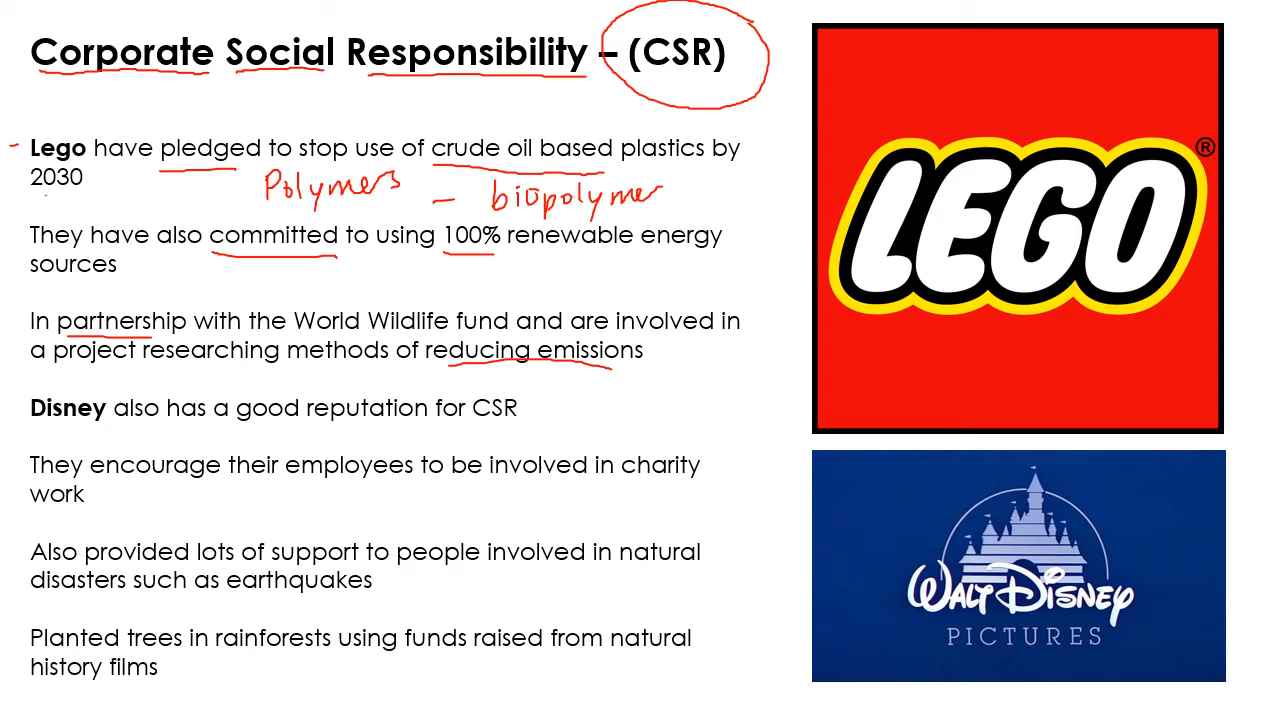 Corporate Social Responsibility – (CSR)
- Lego have pledged to stop use of crude oil based plastics by
2030
Polymers - biopolymer
They have also committed to using 100% renewable energy
sources
In partnership with the World Wildlife fund and are involved in
a project researching methods of reducing emissions
Disney also has a good reputation for CSR
They encourage their employees to be involved in charity
work
Also provided lots of support to people involved in natural
disasters such as earthquakes
Planted trees in rainforests using funds raised from natural
history films
LEGO®
WALT DISNEY
PICTURES